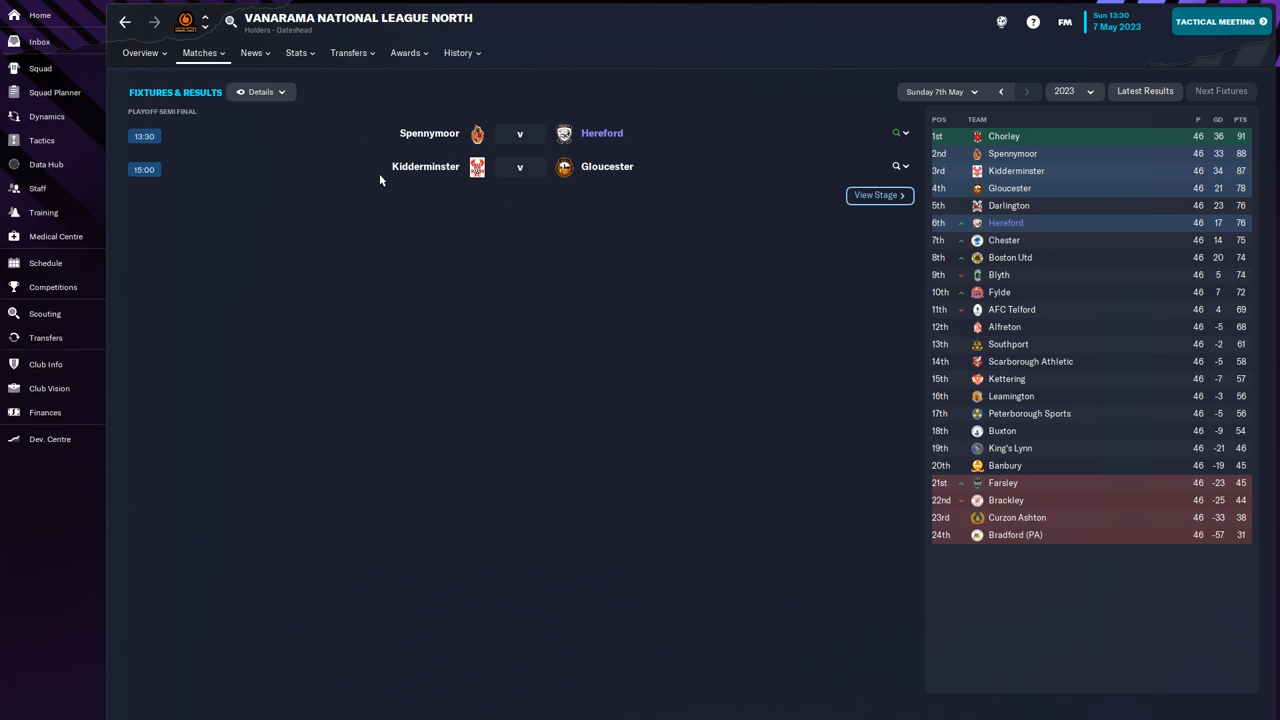 Home
Inbox
Squad
Squad Planner
Dynamics
Tactics
Data Hub
Staff
Training
Medical Centre
Schedule
Competitions
Scouting
Transfers
Club Info
Club Vision
Finances
Dev. Centre
VANARAMA NATIONAL LEAGUE NORTH
Holders - Gateshead
FM
Sun 13:30
7 May 2023
TACTICAL MEETING
Overview Matches News Stats Transfers Awards History
FIXTURES & RESULTS Details Sunday 7th May 2023 Latest Results Next Fixtures
PLAYOFF SEMI FINAL
13:30 Spennymoor v Hereford
15:00 Kidderminster v Gloucester
View Stage
POS TEAM P GD PTS
1st Chorley 46 36 91
2nd Spennymoor 46 33 88
3rd Kidderminster 46 34 87
4th Gloucester 46 21 78
5th Darlington 46 23 76
6th Hereford 46 17 76
7th Chester 46 14 75
8th Boston Utd 46 20 74
9th Blyth 46 5 74
10th Fylde 46 7 72
11th AFC Telford 46 4 69
12th Alfreton 46 -5 68
13th Southport 46 -2 61
14th Scarborough Athletic 46 -5 58
15th Kettering 46 -7 57
16th Leamington 46 -3 56
17th Peterborough Sports 46 -5 56
18th Buxton 46 -9 54
19th King's Lynn 46 -21 46
20th Banbury 46 -19 45
21st Farsley 46 -23 45
22nd Brackley 46 -25 44
23rd Curzon Ashton 46 -33 38
24th Bradford (PA) 46 -57 31